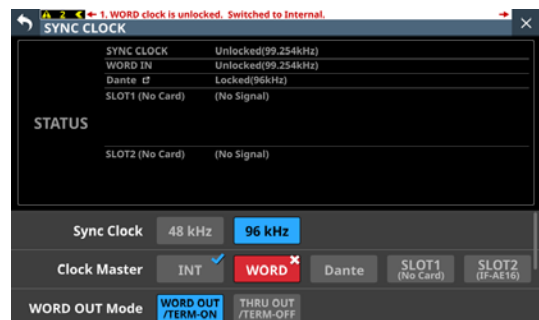 2 1. WORD clock is unlocked. Switched to Internal.
SYNC CLOCK
SYNC CLOCK Unlocked(99.254kHz)
WORD IN Unlocked(99.254kHz)
Dante Locked(96kHz)
SLOT1 (No Card) (No Signal)
STATUS
SLOT2 (No Card) (No Signal)
Sync Clock 48 kHz 96 kHz
Clock Master INT WORD Dante SLOT1 SLOT2
(No Card) (IF-AE16)
WORD OUT Mode WORD OUT THRU OUT
/TERM-ON /TERM-OFF